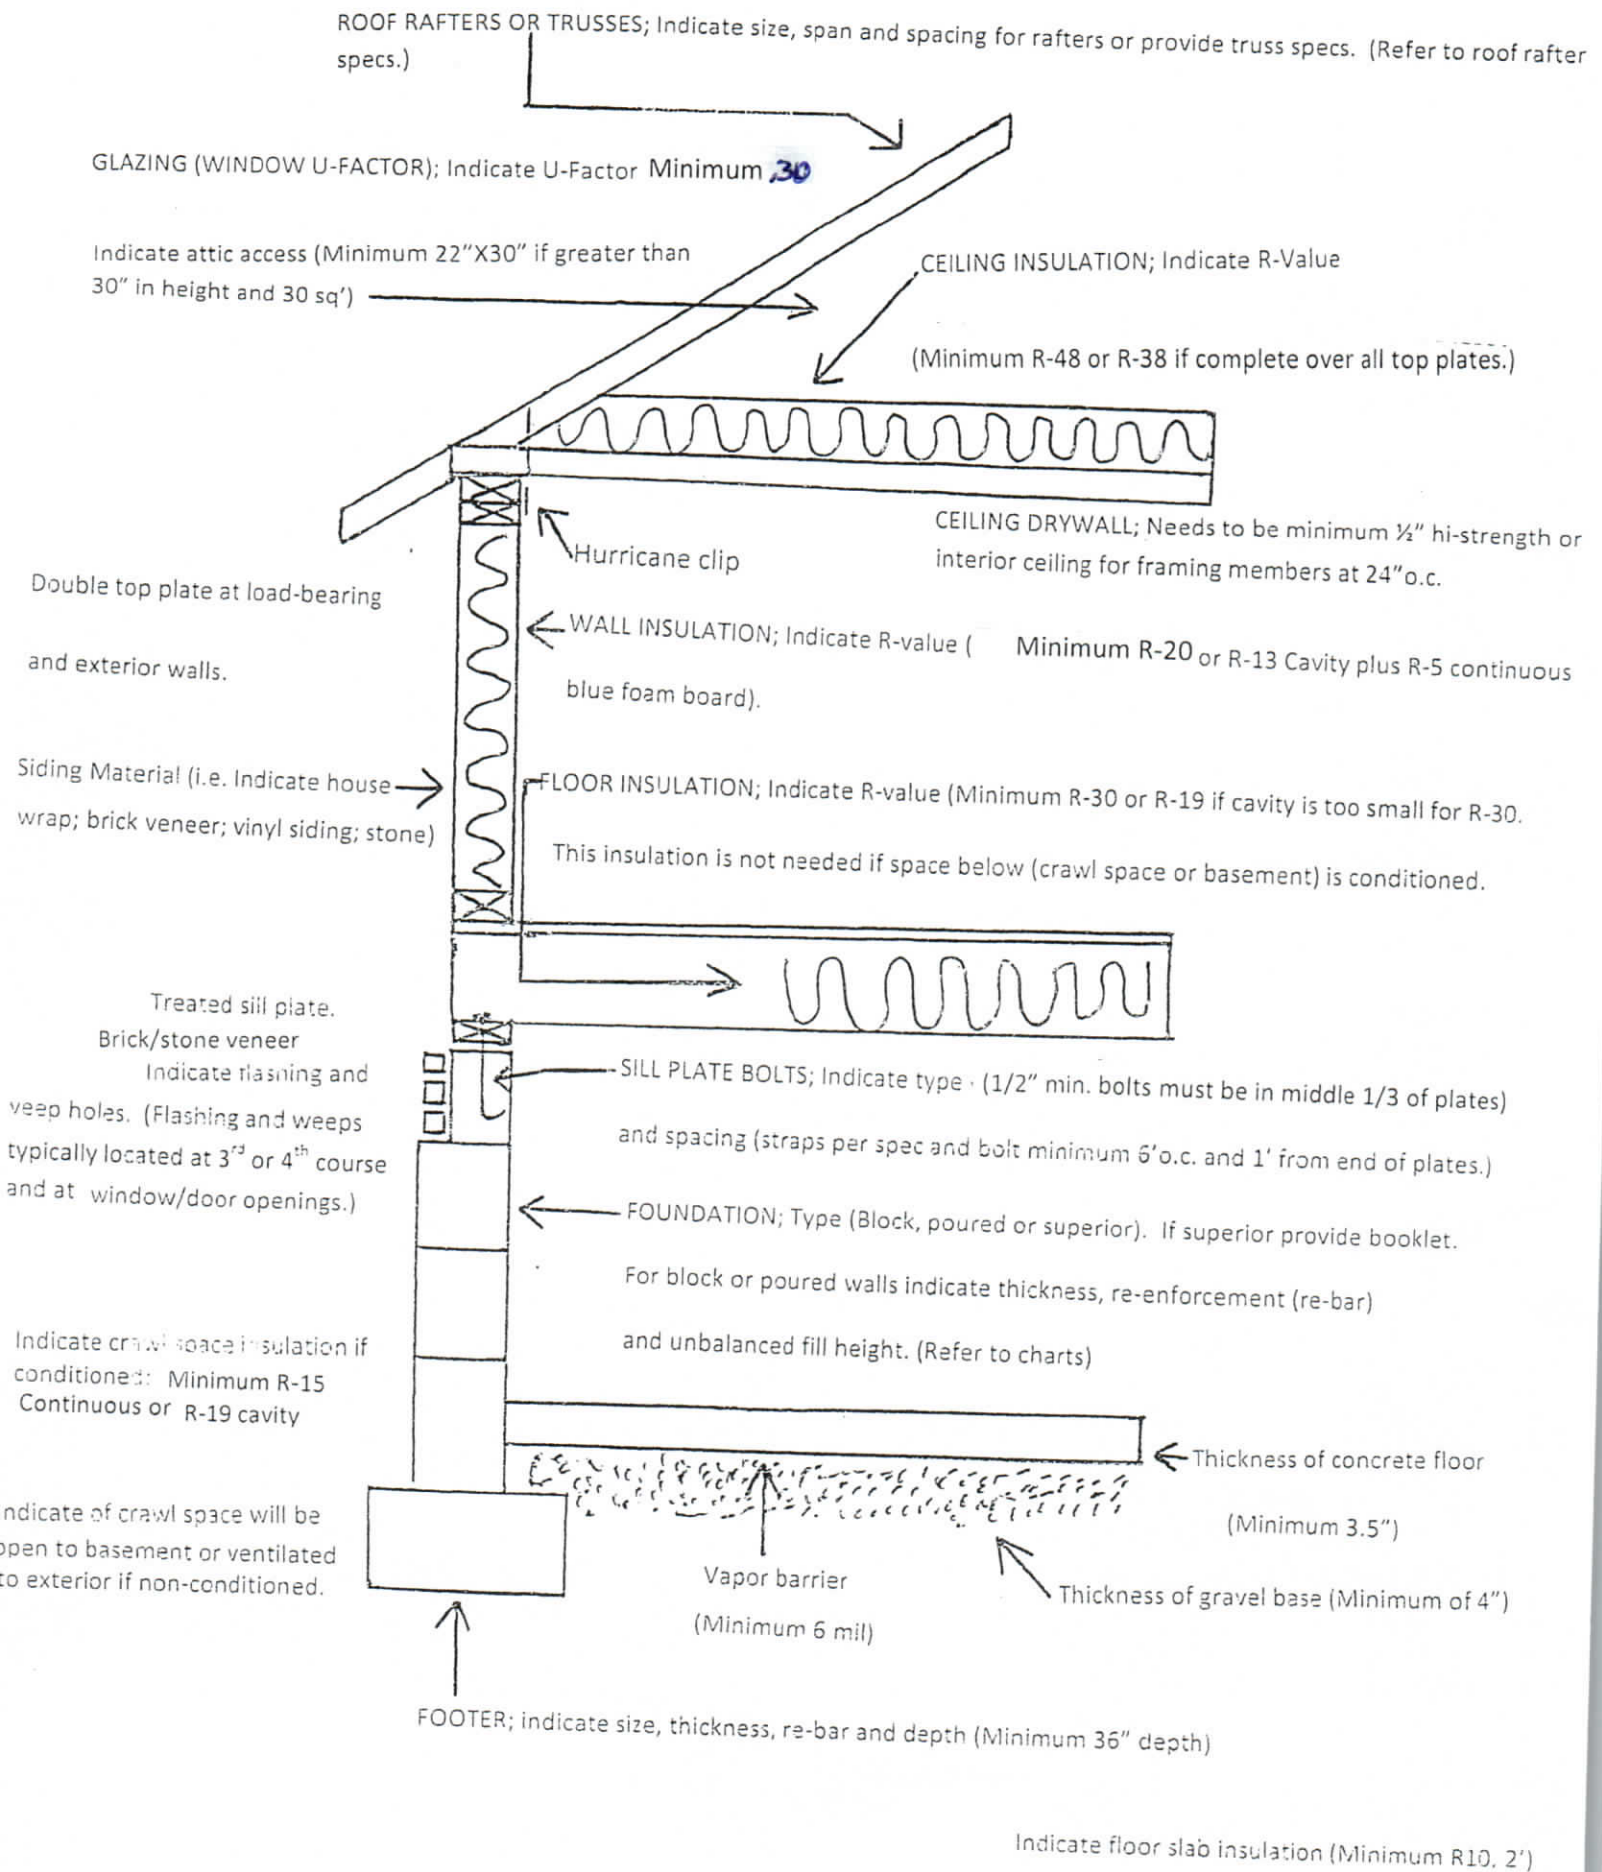 ROOF RAFTERS OR TRUSSES; Indicate size, span and spacing for rafters or provide truss specs. (Refer to roof rafter
specs.)
GLAZING (WINDOW U-FACTOR); Indicate U-Factor Minimum .30
Indicate attic access (Minimum 22"X30" if greater than
30" in height and 30 sq')
CEILING INSULATION; Indicate R-Value
(Minimum R-48 or R-38 if complete over all top plates.)
CEILING DRYWALL; Needs to be minimum ½" hi-strength or
interior ceiling for framing members at 24"o.c.
Hurricane clip
Double top plate at load-bearing
and exterior walls.
WALL INSULATION; Indicate R-value ( Minimum R-20 or R-13 Cavity plus R-5 continuous
blue foam board).
Siding Material (i.e. Indicate house
wrap; brick veneer; vinyl siding; stone)
FLOOR INSULATION; Indicate R-value (Minimum R-30 or R-19 if cavity is too small for R-30.
This insulation is not needed if space below (crawl space or basement) is conditioned.
Treated sill plate.
Brick/stone veneer
Indicate flashing and
veep holes. (Flashing and weeps
typically located at 3rd or 4th course
and at window/door openings.)
SILL PLATE BOLTS; Indicate type · (1/2" min. bolts must be in middle 1/3 of plates)
and spacing (straps per spec and bolt minimum 6'o.c. and 1' from end of plates.)
FOUNDATION; Type (Block, poured or superior). If superior provide booklet.
For block or poured walls indicate thickness, re-enforcement (re-bar)
and unbalanced fill height. (Refer to charts)
Indicate crawl space insulation if
conditioned: Minimum R-15
Continuous or R-19 cavity
ndicate of crawl space will be
open to basement or ventilated
to exterior if non-conditioned.
Thickness of concrete floor
(Minimum 3.5")
Vapor barrier
(Minimum 6 mil)
Thickness of gravel base (Minimum of 4")
FOOTER; indicate size, thickness, re-bar and depth (Minimum 36" depth)
Indicate floor slab insulation (Minimum R10, 2')